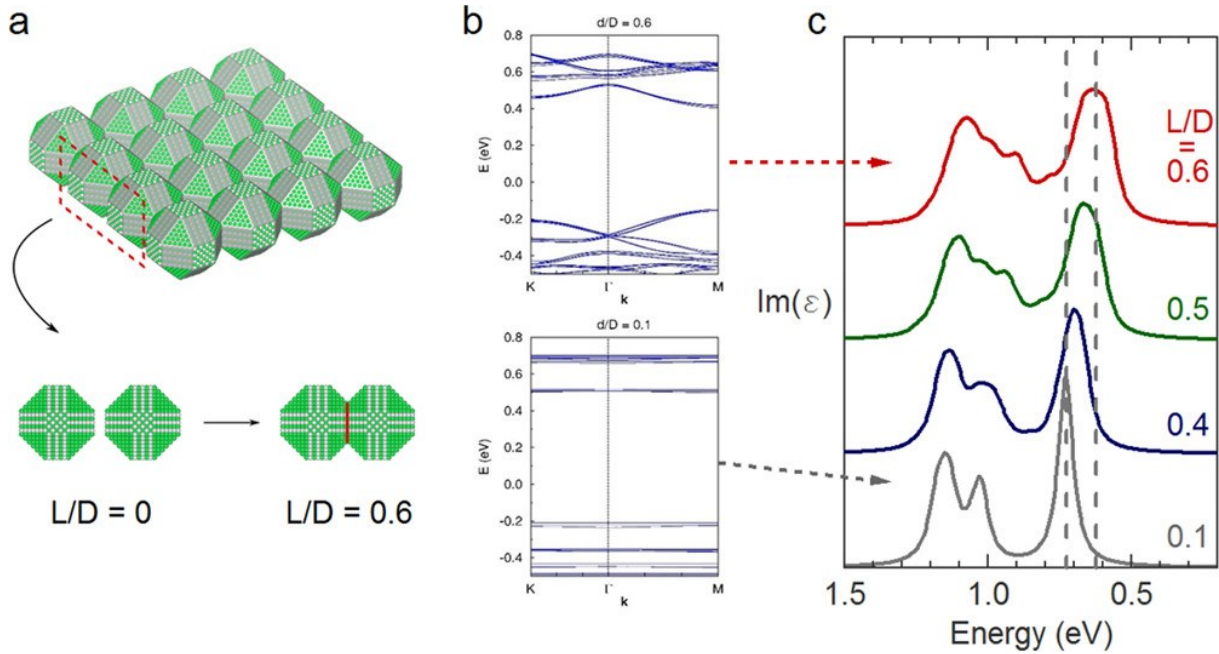 a
L/D = 0
L/D = 0.6
b
d/D = 0.6
E (eV)
0.8
0.6
0.4
0.2
0.0
-0.2
-0.4
K
Γ
M
k
d/D = 0.1
E (eV)
0.8
0.6
0.4
0.2
0.0
-0.2
-0.4
K
Γ
M
k
c
Im(ε)
L/D
=
0.6
0.5
0.4
0.1
1.5
1.0
0.5
Energy (eV)